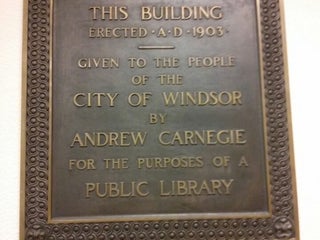 THIS BUILDING
ERECTED·A·D·1903·
GIVEN TO THE PEOPLE
OF THE
CITY OF WINDSOR
BY
ANDREW CARNEGIE
FOR THE PURPOSES OF A
PUBLIC LIBRARY